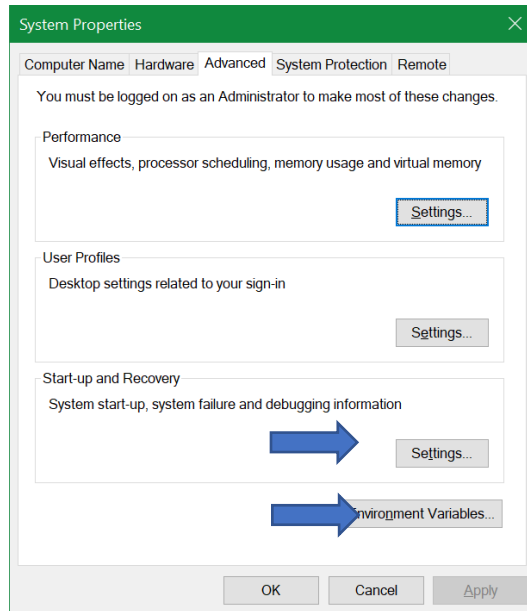 System Properties
Computer Name Hardware Advanced System Protection Remote
You must be logged on as an Administrator to make most of these changes.
Performance
Visual effects, processor scheduling, memory usage and virtual memory
Settings...
User Profiles
Desktop settings related to your sign-in
Settings...
Start-up and Recovery
System start-up, system failure and debugging information
Settings...
Environment Variables...
OK Cancel Apply